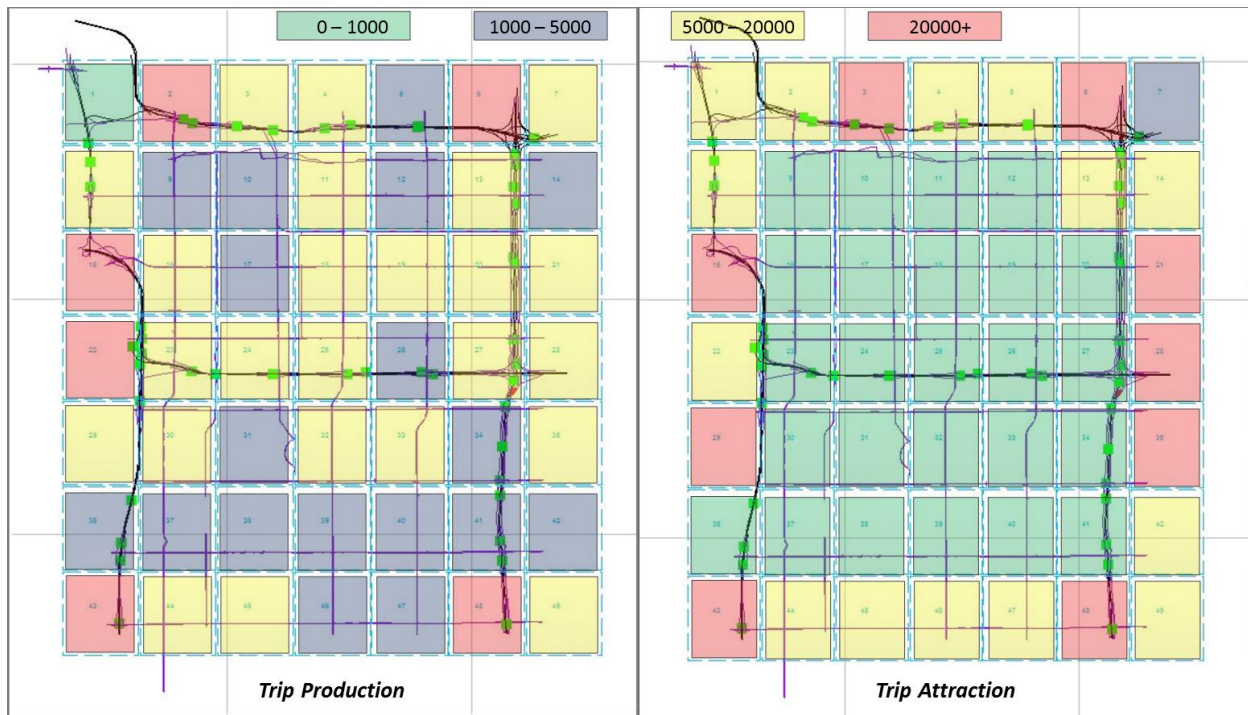 0 – 1000
1000 – 5000
5000 – 20000
20000+
1 2 3 4 5 6 7
9 10 11 12 13 14
15 17 19 20 21
22 23 24 25 26 27 28
29 30 31 32 33 34 35
36 37 38 39 40 41 42
43 44 45 46 47 48 49
Trip Production
1 2 3 4 5 6 7
9 10 11 12 13 14
15 17 19 20 21
22 23 24 25 26 27 28
29 30 31 32 33 34
36 37 38 39 40 41 42
43 44 45 46 47 48 49
Trip Attraction